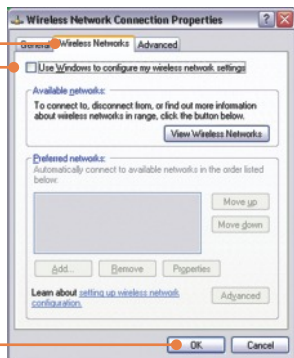 Wireless Network Connection Properties
General Wireless Networks Advanced
Use Windows to configure my wireless network settings
Available networks:
To connect to, disconnect from, or find out more information
about wireless networks in range, click the button below.
View Wireless Networks
Preferred networks:
Automatically connect to available networks in the order listed
below:
Move up
Move down
Add... Remove Properties
Learn about setting up wireless network
configuration.
Advanced
OK Cancel